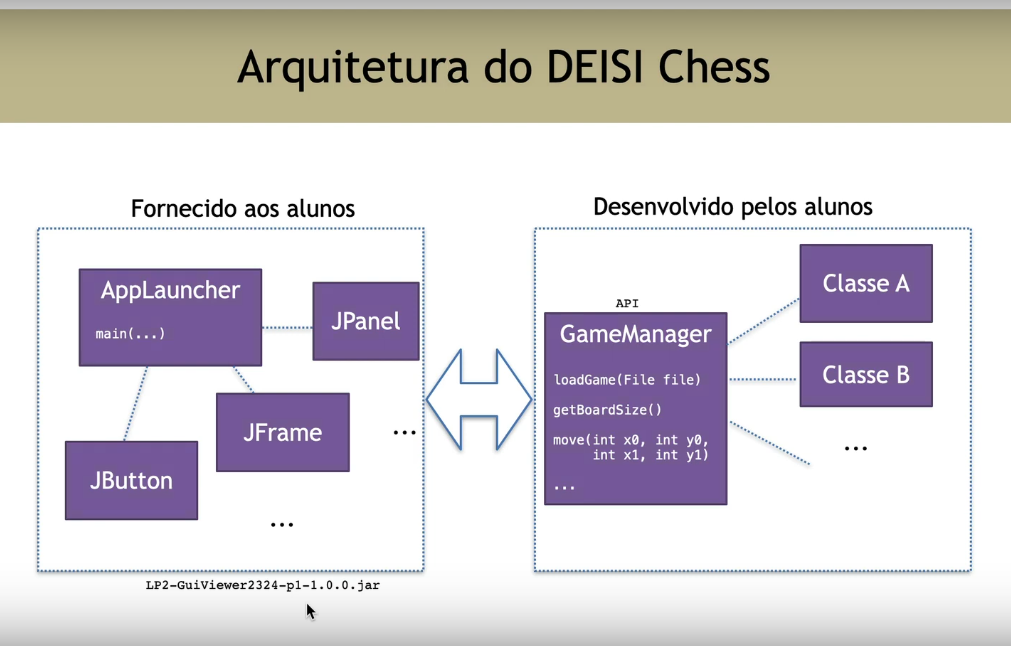 Arquitetura do DEISI Chess
Fornecido aos alunos
AppLauncher
main(...)
JPanel
JFrame
...
JButton
...
LP2-GuiViewer2324-p1-1.0.0.jar
Desenvolvido pelos alunos
API
GameManager
loadGame(File file)
getBoardSize()
move(int x0, int y0,
int x1, int y1)
...
Classe A
Classe B
...